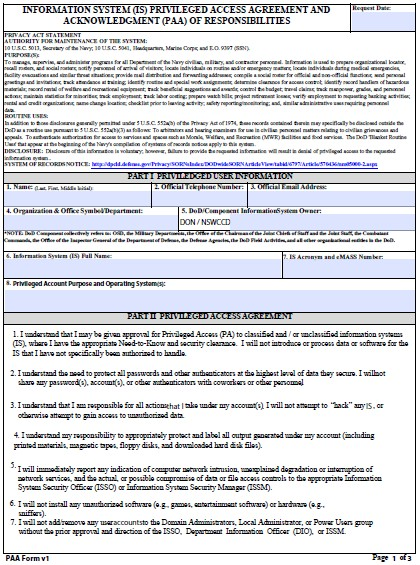 INFORMATION SYSTEM (IS) PRIVILEGED ACCESS AGREEMENT AND
ACKNOWLEDGMENT (PAA) OF RESPONSIBILITIES
Request Date:
PRIVACY ACT STATEMENT
AUTHORITY FOR MAINTENANCE OF THE SYSTEM:
10 U.S.C. 5013, Secretary of the Navy; 10 U.S.C. 5041, Headquarters, Marine Corps; and E.O. 9397 (SSN).
PURPOSE(S):
To manage, supervise, and administer programs for all Department of the Navy civilian, military, and contractor personnel. Information is used to prepare organizational locator,
recall rosters, and social rosters; notify personnel of arrival of visitors; locate individuals on routine and/or emergency matters; locate individuals during medical emergencies,
facility evacuations and similar threat situations; provide mail distribution and forwarding addresses; compile a social roster for official and non-official functions; send personal
greetings and invitations; track attendance at training; identify routine and special work assignments; determine clearance for access control; identify record handlers of hazardous
materials; record rental of welfare and recreational equipment; track beneficial suggestions and awards; control the budget; travel claims; track manpower, grades, and personnel
actions; maintain statistics for minorities; track employment; track labor costing; prepare watch bills; project retirement losses; verify employment to requesting banking activities;
rental and credit organizations; name change location; checklist prior to leaving activity; safety reporting/monitoring; and, similar administrative uses requiring personnel
data.
ROUTINE USES:
In addition to those disclosures generally permitted under 5 U.S.C. 552a(b) of the Privacy Act of 1974, these records contained therein may specifically be disclosed outside the
DoD as a routine use pursuant to 5 U.S.C. 552a(b)(3) as follows: To arbitrators and hearing examiners for use in civilian personnel matters relating to civilian grievances and
appeals. To authenticate authorization for access to services and spaces such as Morale, Welfare, and Recreation (MWR) facilities and food services. The DoD 'Blanket Routine
Uses' that appear at the beginning of the Navy's compilation of systems of records notices apply to this system.
DISCLOSURE: Disclosure of this information is voluntary; however, failure to provide the requested information will result in denial of privileged access to the requested
information system.
SYSTEM OF RECORDS NOTICE: http://dpcld.defense.gov/Privacy/SORNsIndex/DODwideSORNArticleView/tabid/6797/Article/570436/nm05000-2.aspx
PART I PRIVILEDGED USER INFORMATION
1. Name: (Last, First, Middle Initial):
2. Official Telephone Number:
3. Official Email Address:
4. Organization & Office Symbol/Department:
5. DoD/Component InformationSystem Owner:
DON / NSWCCD
*NOTE: DoD Component collectively refers to: OSD, the Military Departments, the Office of the Chairman of the Joint Chiefs of Staff and the Joint Staff, the Combatant
Commands, the Office of the Inspector General of the Department of Defense, the Defense Agencies, the DoD Field Activities, and all other organizational entities in the DoD.
6. Information System (IS) Full Name:
7. IS Acronym and eMASS Number:
8. Privileged Account Purpose and Operating System(s):
PART II PRIVILEGED ACCESS AGREEMENT
1. I understand that I may be given approval for Privileged Access (PA) to classified and / or unclassified information systems
(IS), where I have the appropriate Need-to-Know and security clearance. I will not introduce or process data or software for
the IS that I have not specifically been authorized to handle.
2. I understand the need to protect all passwords and other authenticators at the highest level of data they secure. I willnot
share any password(s), account(s), or other authenticators with coworkers or other personnel
3. I understand that I am responsible for all actionsthat I take under my account(s), I will not attempt to "hack" anyIS, or
otherwise attempt to gain access to unauthorized data.
4. I understand my responsibility to appropriately protect and label all output generated under my account (including
printed materials, magnetic tapes, floppy disks, and downloaded hard disk files).
5. I will immediately report any indication of computer network intrusion, unexplained degradation or interruption of
network services, and the actual, or possible compromise of data or file access controls to the appropriate Information
System Security Officer (ISSO) or Information System Security Manager (ISSM).
6. I will not install any unauthorized software (e.g., games, entertainment software) or hardware (e.g.,
sniffers).
7. I will not add/remove any useraccountsto the Domain Administrators, Local Administrator, or Power Users group
without the prior approval and direction of the ISSO, Department Information Officer (DIO), or ISSM.
PAA Form v1
Page 1 of 3